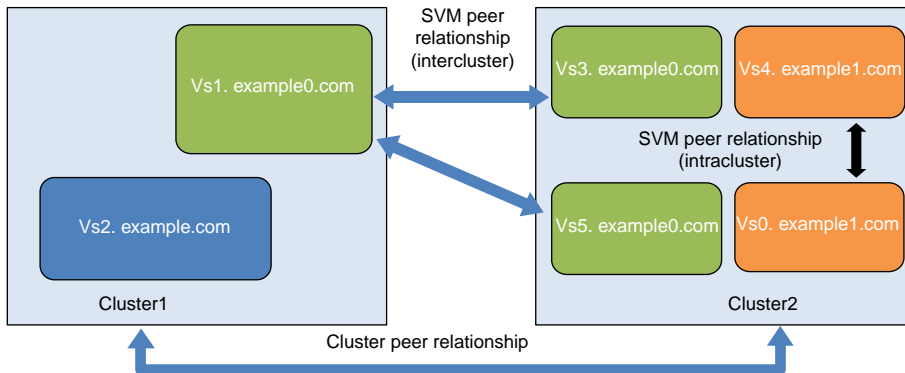 SVM peer
relationship
(intercluster)
Vs1. example0.com
Vs3. example0.com
Vs4. example1.com
SVM peer relationship
(intracluster)
Vs2. example.com
Vs5. example0.com
Vs0. example1.com
Cluster1
Cluster2
Cluster peer relationship